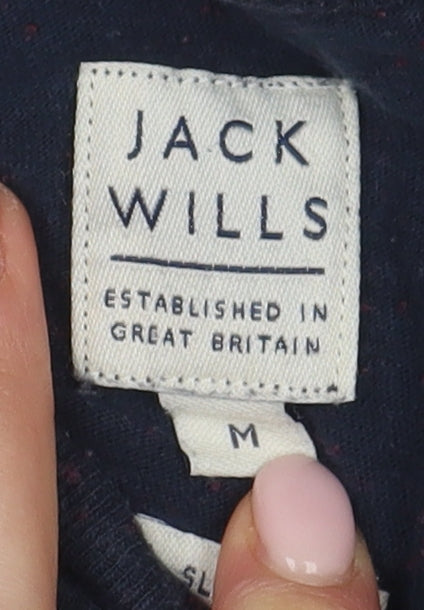 JACK
WILLS
ESTABLISHED IN
GREAT BRITAIN
M